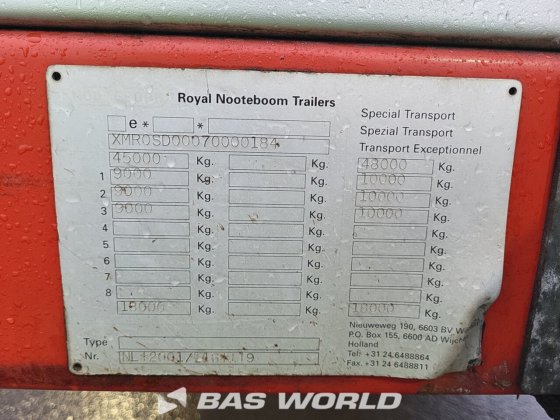 Royal Nooteboom Trailers
Special Transport
Spezial Transport
Transport Exceptionnel
e* *
XMR0SD00070000184
45000 Kg. Kg. 48000 Kg.
1 9000 Kg. Kg. 10000 Kg.
2 9000 Kg. Kg. 10000 Kg.
3 9000 Kg. Kg. 10000 Kg.
4 Kg. Kg. Kg.
5 Kg. Kg. Kg.
6 Kg. Kg. Kg.
7 Kg. Kg. Kg.
8 Kg. Kg. Kg.
18000 Kg. Kg. 18000 Kg.
Nieuweweg 190, 6603 BV
P.O. Box 155, 6600 AD
Holland
Tel: +31 24 6488864
Fax. +31 24 6488811
Type
Nr.
BAS WORLD